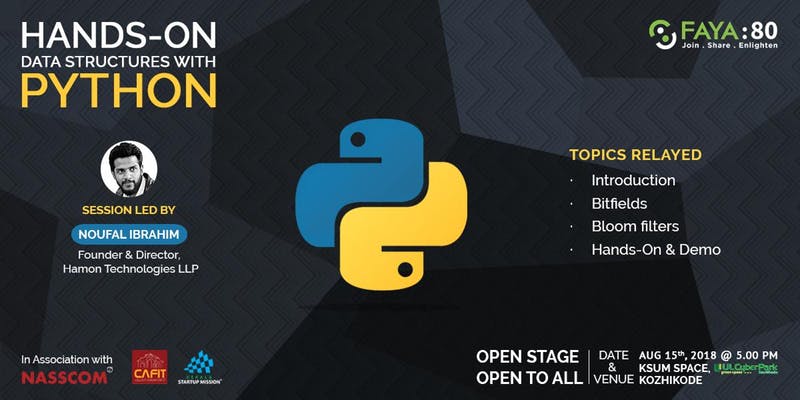 HANDS-ON
DATA STRUCTURES WITH
PYTHON
FAYA:80
Join . Share . Enlighten
SESSION LED BY
NOUFAL IBRAHIM
Founder & Director,
Hamon Technologies LLP
TOPICS RELAYED
· Introduction
· Bitfields
· Bloom filters
· Hands-On & Demo
In Association with
NASSCOM
CAFIT
KERALA
STARTUP MISSION
OPEN STAGE
OPEN TO ALL
DATE
&
VENUE
AUG 15th, 2018 @ 5.00 PM
KSUM SPACE,
KOZHIKODE
ULCyberPark